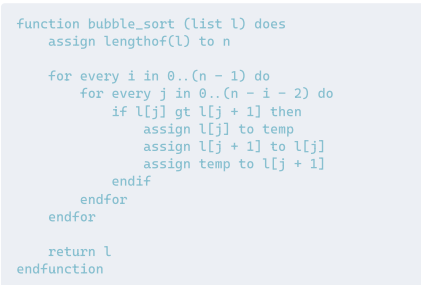 function bubble_sort (list l) does
    assign lengthof(l) to n

    for every i in 0..(n - 1) do
        for every j in 0..(n - i - 2) do
            if l[j] gt l[j + 1] then
                assign l[j] to temp
                assign l[j + 1] to l[j]
                assign temp to l[j + 1]
            endif
        endfor
    endfor

    return l
endfunction